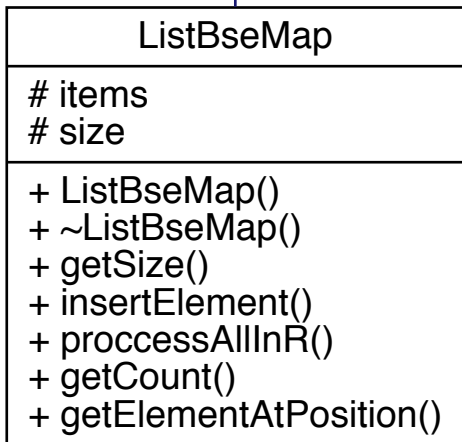 ListBseMap
# items
# size
+ ListBseMap()
+ ~ListBseMap()
+ getSize()
+ insertElement()
+ proccessAllInR()
+ getCount()
+ getElementAtPosition()